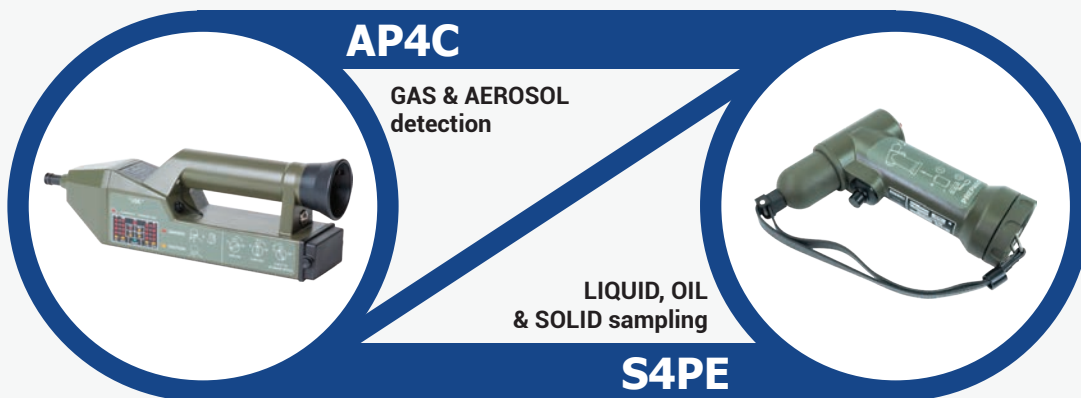 AP4C
GAS & AEROSOL
detection
LIQUID, OIL
& SOLID sampling
S4PE